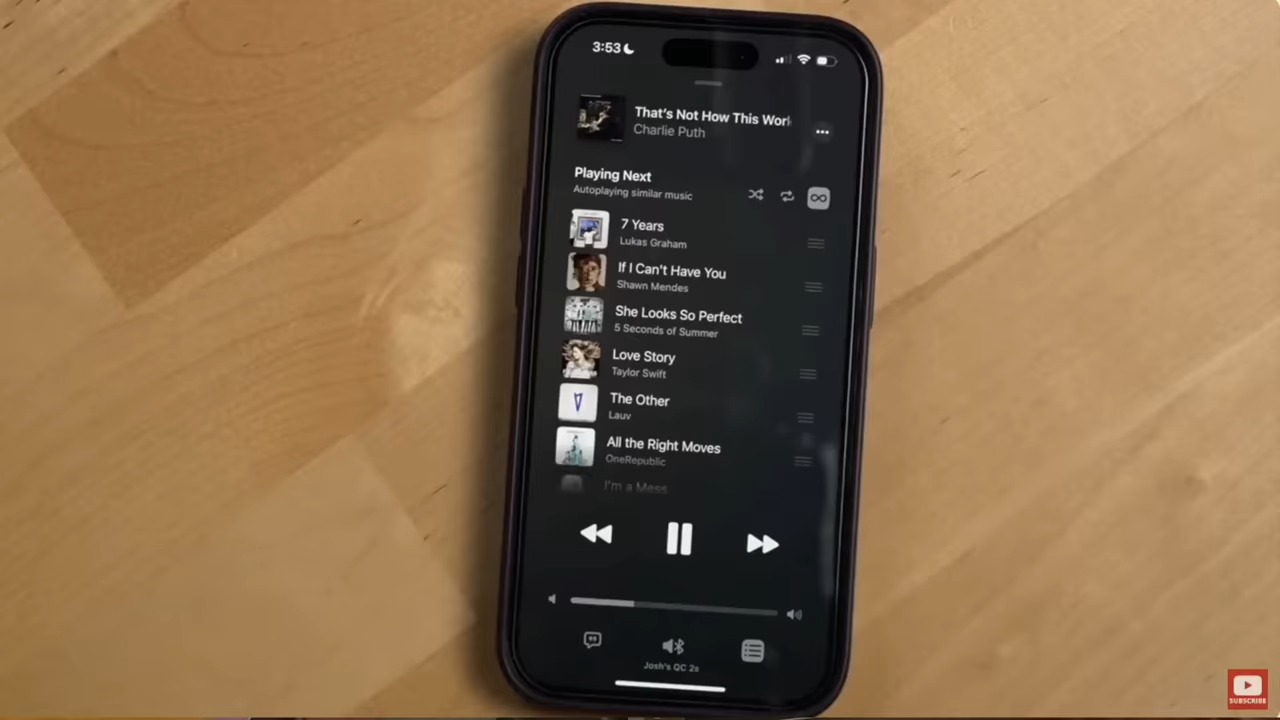 3:53
That's Not How This Wor
Charlie Puth
Playing Next
Autoplaying similar music
7 Years
Lukas Graham
If I Can't Have You
Shawn Mendes
She Looks So Perfect
5 Seconds of Summer
Love Story
Taylor Swift
The Other
Lauv
All the Right Moves
OneRepublic
I'm a Mess
Josh's QC 2s
SUBSCRIBE